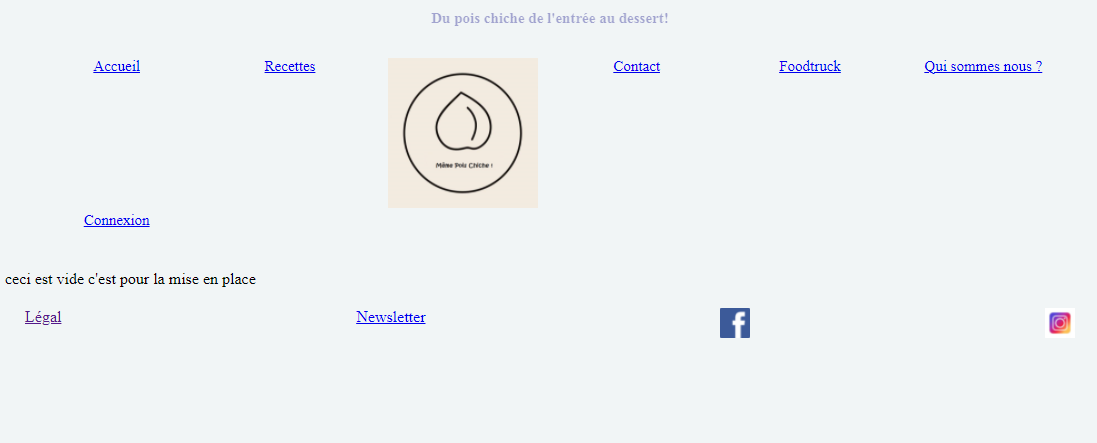 Du pois chiche de l'entrée au dessert!
Accueil
Recettes
Même Pois Chiche !
Contact
Foodtruck
Qui sommes nous ?
Connexion
ceci est vide c'est pour la mise en place
Légal
Newsletter